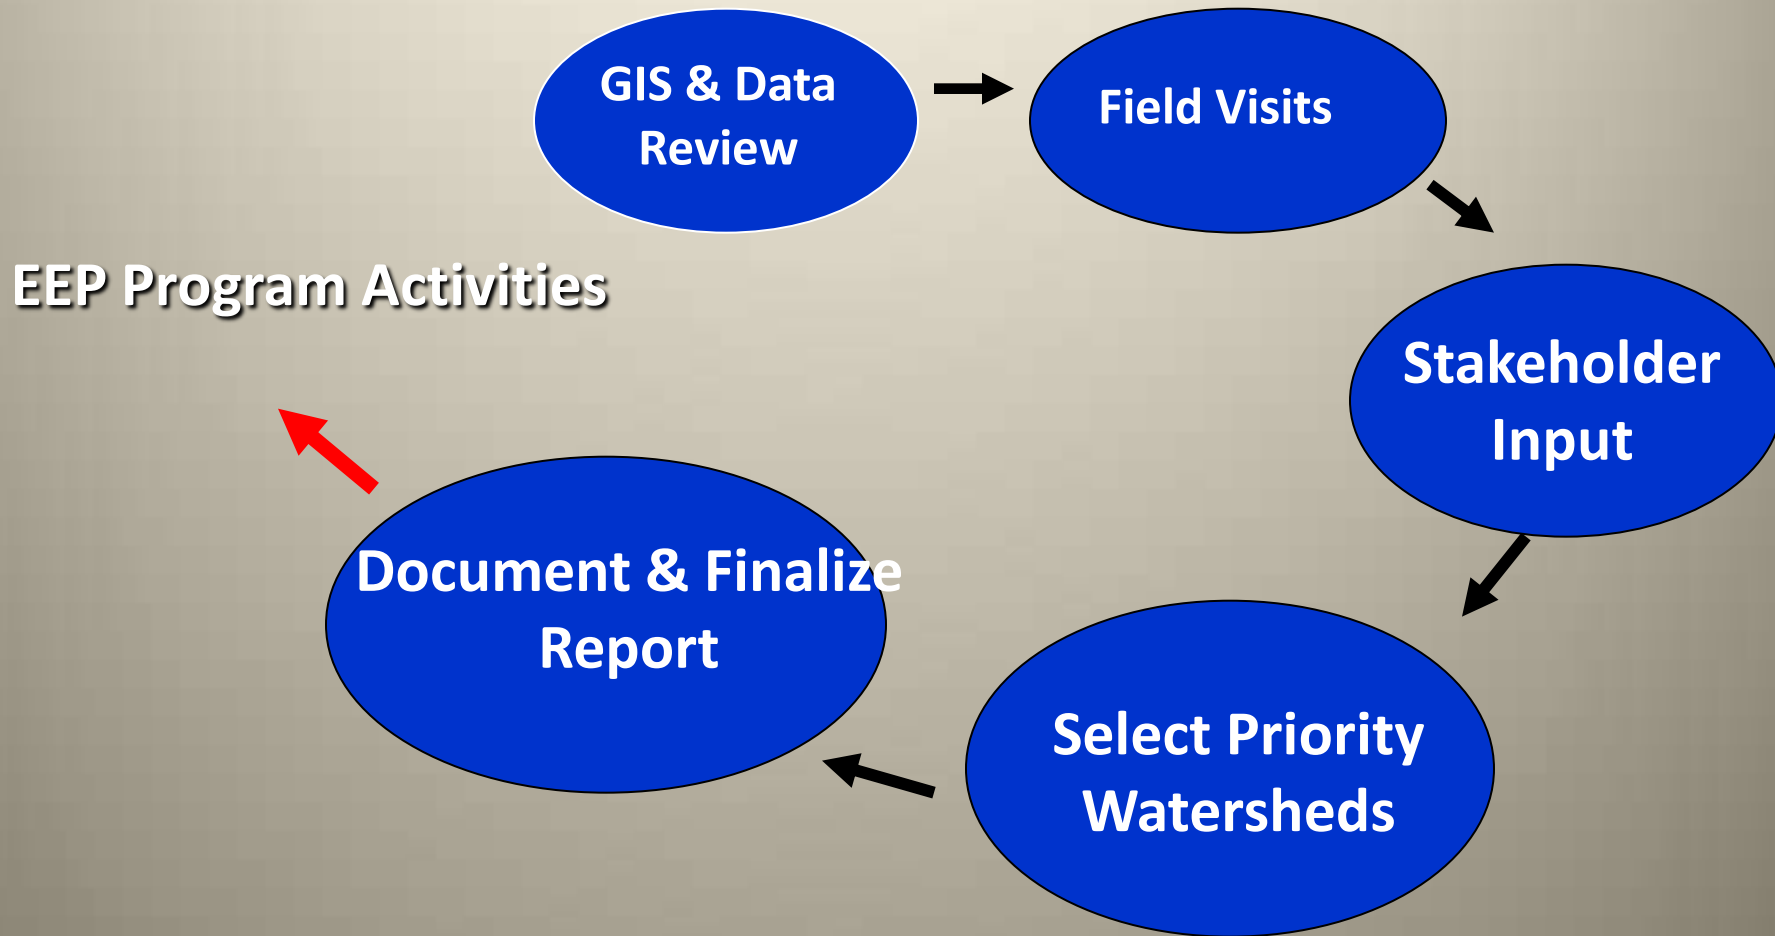 GIS & Data
Review
Field Visits
EEP Program Activities
Stakeholder
Input
Document & Finalize
Report
Select Priority
Watersheds